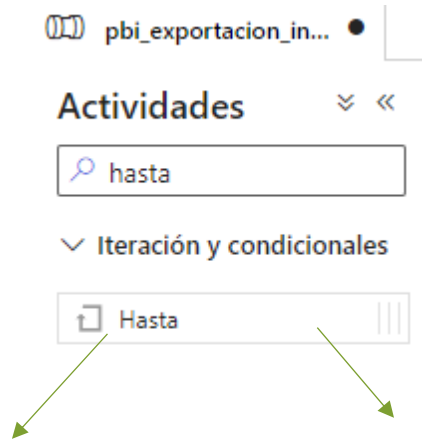 pbi_exportacion_in...
Actividades
hasta
Iteración y condicionales
Hasta